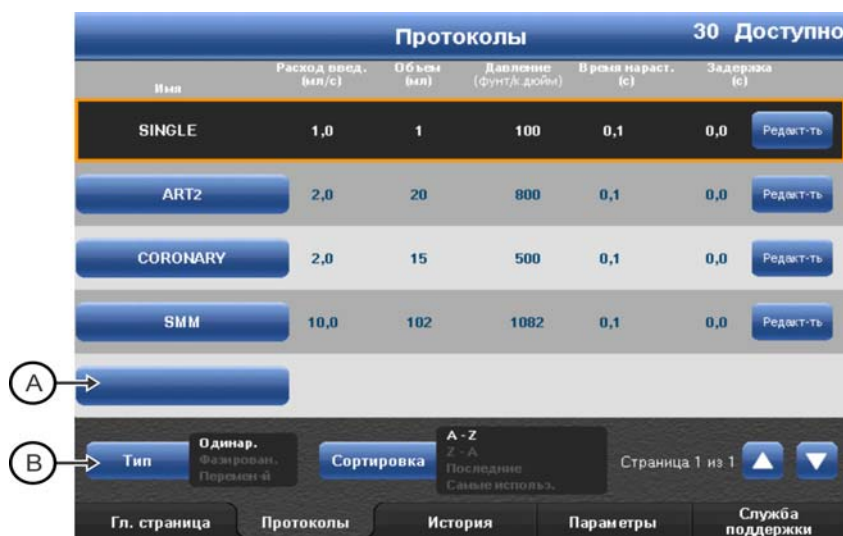 Протоколы 30 Доступно
Имя Расход введ. (мл/с) Объем (мл) Давление (фунт/к.дюйм) Время нараст. (с) Задержка (с)
SINGLE 1,0 1 100 0,1 0,0 Редакт-ть
ART2 2,0 20 800 0,1 0,0 Редакт-ть
CORONARY 2,0 15 500 0,1 0,0 Редакт-ть
SMM 10,0 102 1082 0,1 0,0 Редакт-ть
A
B
Тип
Одинар.
Фазирован.
Перемен-й
Сортировка
A - Z
Z - A
Последние
Самые использ.
Страница 1 из 1
Гл. страница Протоколы История Параметры Служба поддержки